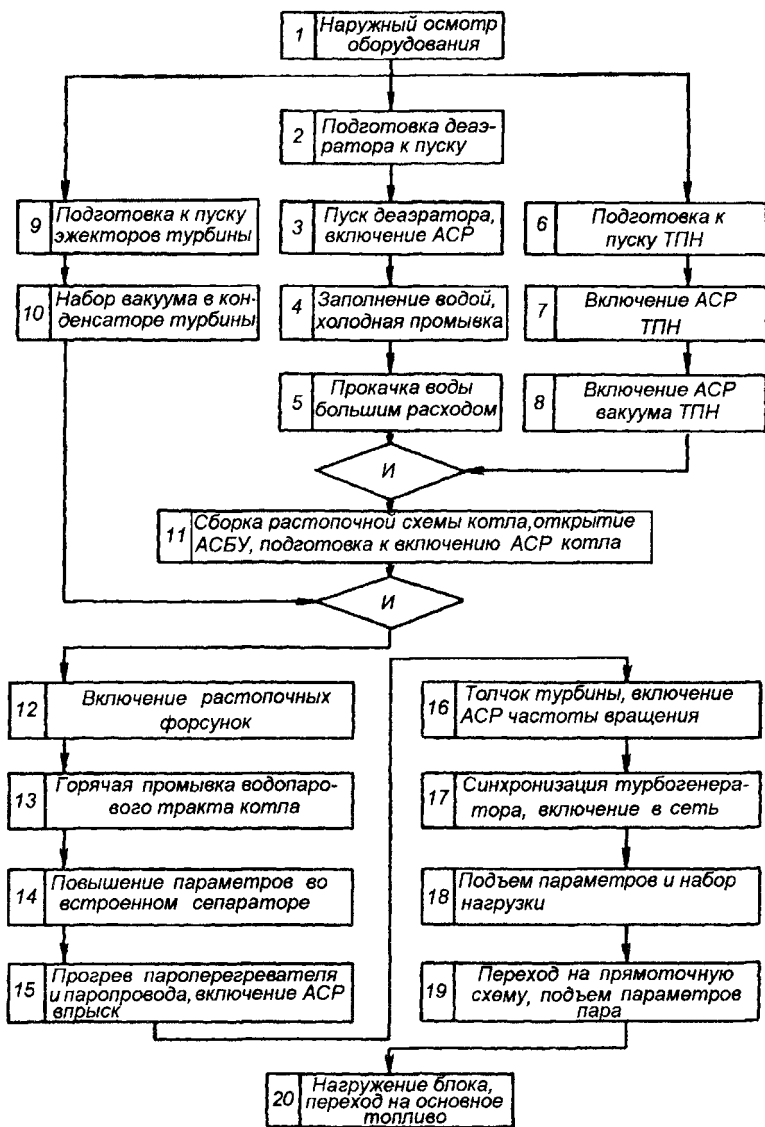 1
Наружный осмотр
оборудования
2
Подготовка деаэ-
ратора к пуску
9
Подготовка к пуску
эжекторов турбины
3
Пуск деаэратора,
включение АСР
6
Подготовка к
пуску ТПН
10
Набор вакуума в кон-
денсаторе турбины
4
Заполнение водой,
холодная промывка
7
Включение АСР
ТПН
5
Прокачка воды
большим расходом
8
Включение АСР
вакуума ТПН
И
11
Сборка растопочной схемы котла, открытие
АСБУ, подготовка к включению АСР котла
И
12
Включение растопочных
форсунок
13
Горячая промывка водопаро-
вого тракта котла
14
Повышение параметров во
встроенном сепараторе
15
Прогрев пароперегревателя
и паропровода, включение АСР
впрыск
16
Толчок турбины, включение
АСР частоты вращения
17
Синхронизация турбогенера-
тора, включение в сеть
18
Подъем параметров и набор
нагрузки
19
Переход на прямоточную
схему, подъем параметров
пара
20
Нагружение блока,
переход на основное
топливо